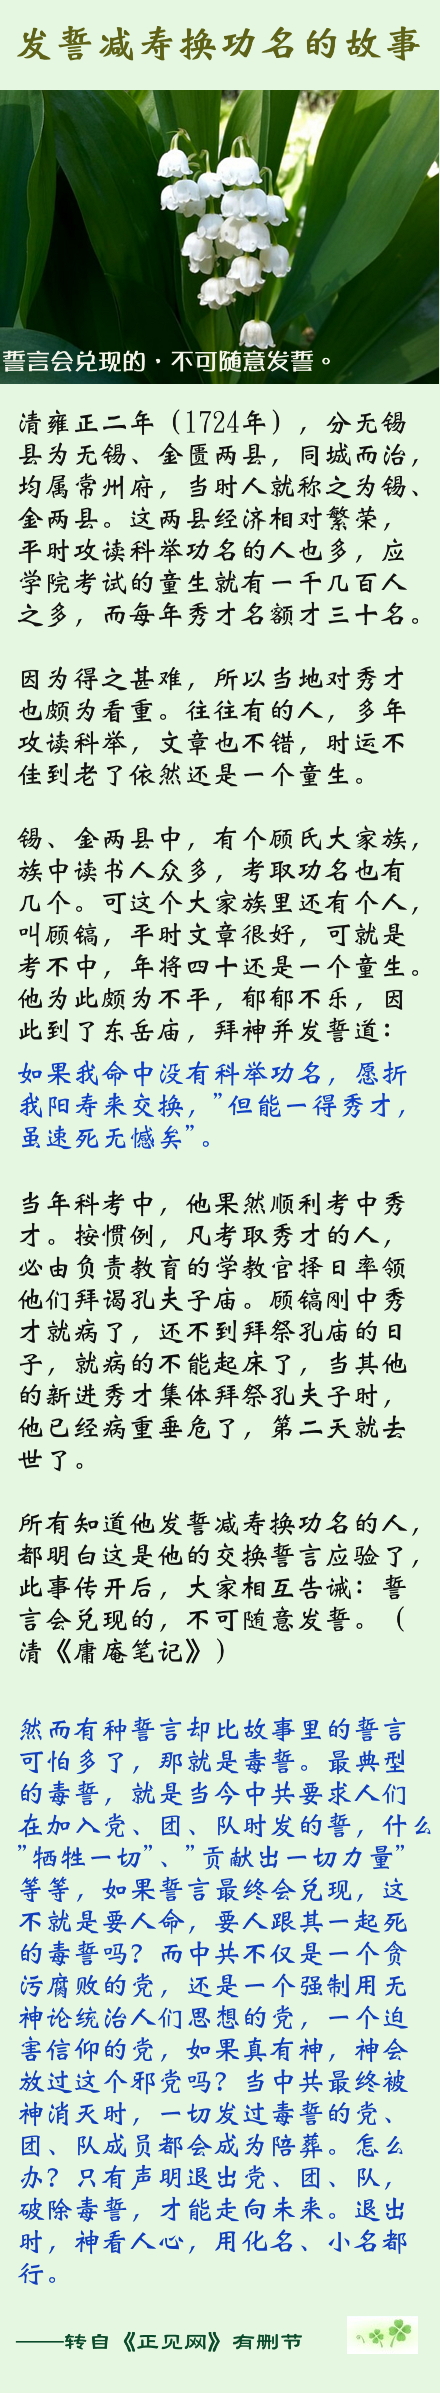 发誓减寿换功名的故事
誓言会兑现的·不可随意发誓。
清雍正二年（1724年），分无锡
县为无锡、金匮两县，同城而治，
均属常州府，当时人就称之为锡、
金两县。这两县经济相对繁荣，
平时攻读科举功名的人也多，应
学院考试的童生就有一千几百人
之多，而每年秀才名额才三十名。
因为得之甚难，所以当地对秀才
也颇为看重。往往有的人，多年
攻读科举，文章也不错，时运不
佳到老了依然还是一个童生。
锡、金两县中，有个顾氏大家族，
族中读书人众多，考取功名也有
几个。可这个大家族里还有个人，
叫顾镐，平时文章很好，可就是
考不中，年将四十还是一个童生。
他为此颇为不平，郁郁不乐，因
此到了东岳庙，拜神并发誓道：
如果我命中没有科举功名，愿折
我阳寿来交换，"但能一得秀才，
虽速死无憾矣"。
当年科考中，他果然顺利考中秀
才。按惯例，凡考取秀才的人，
必由负责教育的学教官择日率领
他们拜谒孔夫子庙。顾镐刚中秀
才就病了，还不到拜祭孔庙的日
子，就病的不能起床了，当其他
的新进秀才集体拜祭孔夫子时，
他已经病重垂危了，第二天就去
世了。
所有知道他发誓减寿换功名的人，
都明白这是他的交换誓言应验了，
此事传开后，大家相互告诫：誓
言会兑现的，不可随意发誓。（
清《庸庵笔记》）
然而有种誓言却比故事里的誓言
可怕多了，那就是毒誓。最典型
的毒誓，就是当今中共要求人们
在加入党、团、队时发的誓，什么
"牺牲一切"、"贡献出一切力量"
等等，如果誓言最终会兑现，这
不就是要人命，要人跟其一起死
的毒誓吗？而中共不仅是一个贪
污腐败的党，还是一个强制用无
神论统治人们思想的党，一个迫
害信仰的党，如果真有神，神会
放过这个邪党吗？当中共最终被
神消灭时，一切发过毒誓的党、
团、队成员都会成为陪葬。怎么
办？只有声明退出党、团、队，
破除毒誓，才能走向未来。退出
时，神看人心，用化名、小名都
行。
——转自《正见网》有删节